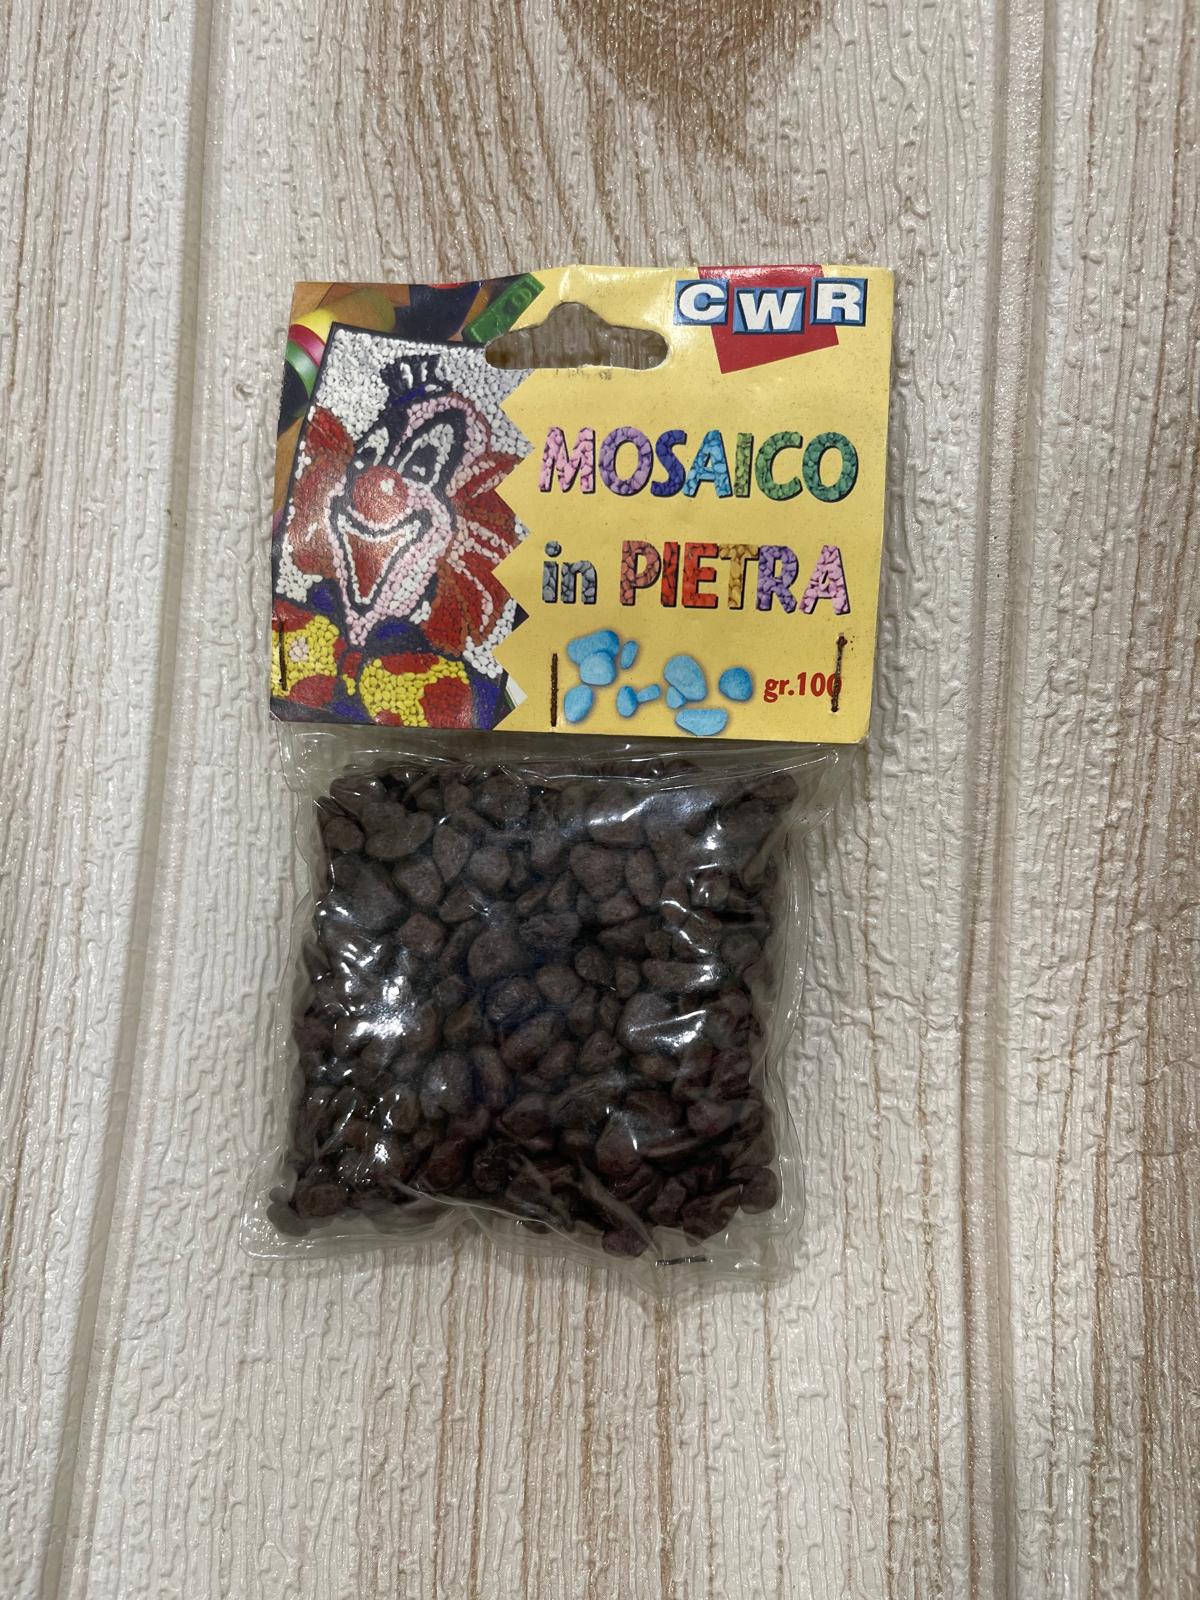 CWR
MOSAICO
in PIETRA
gr.100